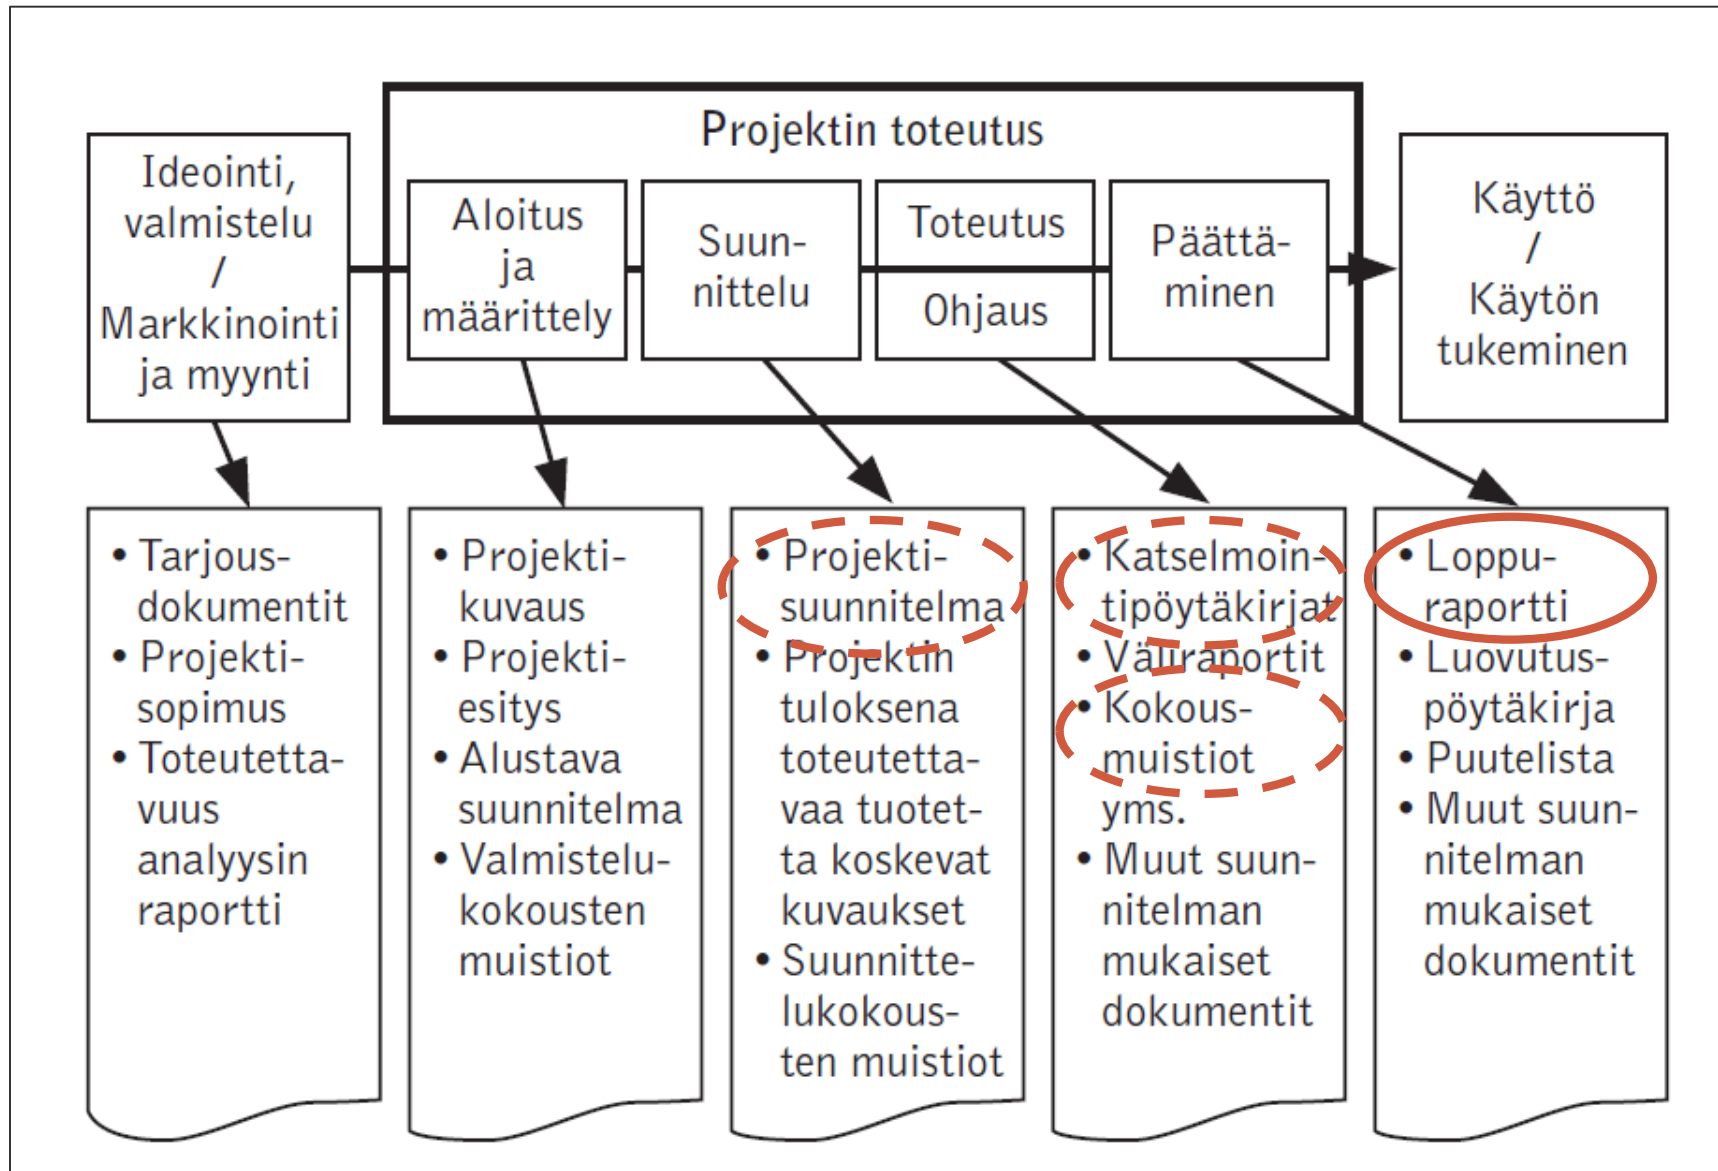 Projektin toteutus
Ideointi,
valmistelu
/
Markkinointi
ja myynti
Aloitus
ja
määrittely
Suun-
nittelu
Toteutus
Ohjaus
Päättä-
minen
Käyttö
/
Käytön
tukeminen
• Tarjous-
dokumentit
• Projekti-
sopimus
• Toteutetta-
vuus
analyysin
raportti
• Projekti-
kuvaus
• Projekti-
esitys
• Alustava
suunnitelma
• Valmistelu-
kokousten
muistiot
• Projekti-
suunnitelma
• Projektin
tuloksena
toteutetta-
vaa tuotet-
ta koskevat
kuvaukset
• Suunnitte-
lukokous-
ten muistiot
• Katselmoin-
tipöytäkirjat
• Väliraportit
• Kokous-
muistiot
yms.
• Muut suun-
nitelman
mukaiset
dokumentit
• Loppu-
raportti
• Luovutus-
pöytäkirja
• Puutelista
• Muut suun-
nitelman
mukaiset
dokumentit